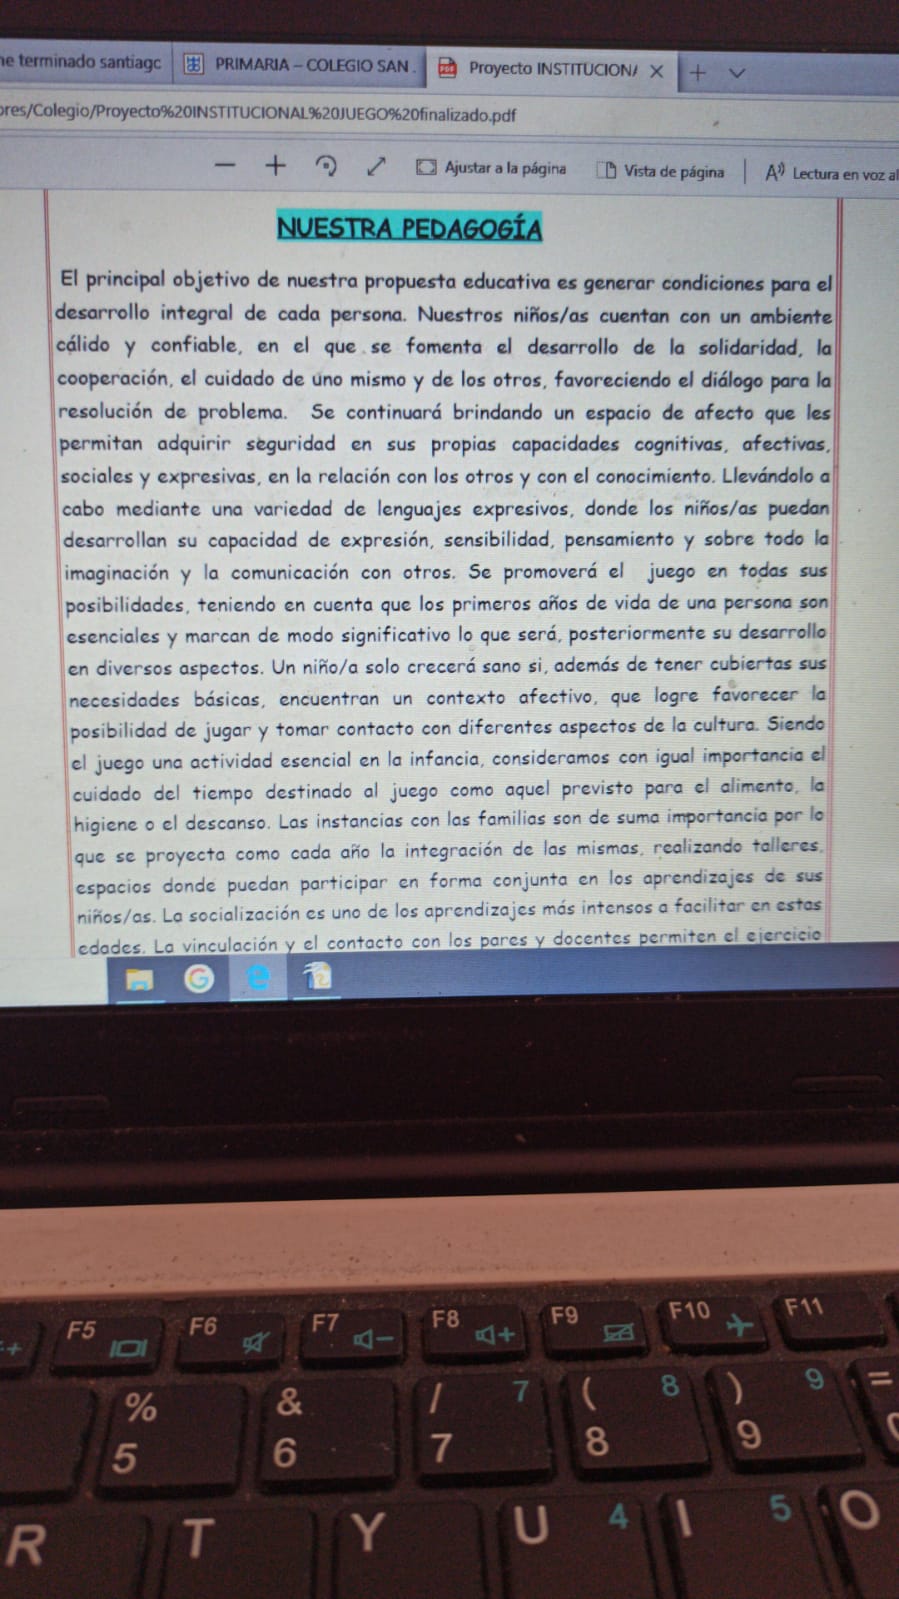 ne terminado santiagc
PRIMARIA – COLEGIO SAN .
Proyecto INSTITUCION
ores/Colegio/Proyecto%20INSTITUCIONAL%20JUEGO%20finalizado.pdf
Ajustar a la página
Vista de página
A Lectura en voz al
NUESTRA PEDAGOGÍA
El principal objetivo de nuestra propuesta educativa es generar condiciones para el
desarrollo integral de cada persona. Nuestros niños/as cuentan con un ambiente
cálido y confiable, en el que se fomenta el desarrollo de la solidaridad, la
cooperación, el cuidado de uno mismo y de los otros, favoreciendo el diálogo para la
resolución de problema. Se continuará brindando un espacio de afecto que les
permitan adquirir seguridad en sus propias capacidades cognitivas, afectivas,
sociales y expresivas, en la relación con los otros y con el conocimiento. Llevándolo a
cabo mediante una variedad de lenguajes expresivos, donde los niños/as puedan
desarrollan su capacidad de expresión, sensibilidad, pensamiento y sobre todo la
imaginación y la comunicación con otros. Se promoverá el juego en todas sus
posibilidades, teniendo en cuenta que los primeros años de vida de una persona son
esenciales y marcan de modo significativo lo que será, posteriormente su desarrollo
en diversos aspectos. Un niño/a solo crecerá sano si, además de tener cubiertas sus
necesidades básicas, encuentran un contexto afectivo, que logre favorecer la
posibilidad de jugar y tomar contacto con diferentes aspectos de la cultura. Siendo
el juego una actividad esencial en la infancia, consideramos con igual importancia el
cuidado del tiempo destinado al juego como aquel previsto para el alimento, la
higiene o el descanso. Las instancias con las familias son de suma importancia por lo
que se proyecta como cada año la integración de las mismas, realizando talleres,
espacios donde puedan participar en forma conjunta en los aprendizajes de sus
niños/as. La socialización es uno de los aprendizajes más intensos a facilitar en estas
edades. La vinculación y el contacto con los pares y docentes permiten el ejercicio
F5 F6 F7 F8 F9 F10 F11
% & / 7 ( 8 ) 9 =
5 6 7 8 9
R T Y U 4 I 5 O